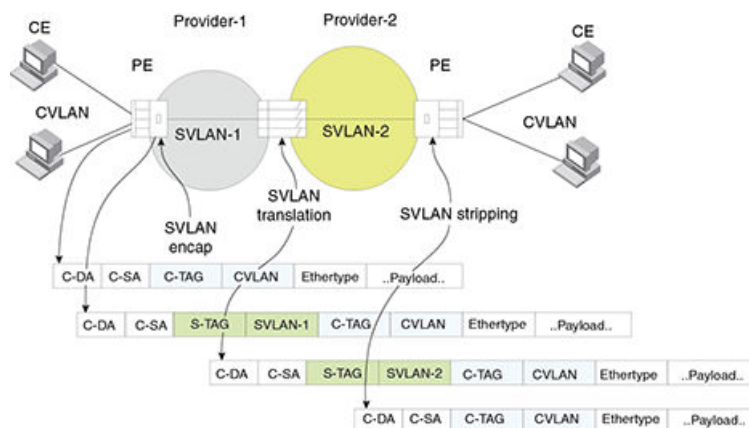 Provider-1 Provider-2
CE CE
PE PE
CVLAN CVLAN
SVLAN-1 SVLAN-2
SVLAN
encap
SVLAN
translation
SVLAN stripping
C-DA C-SA C-TAG CVLAN Ethertype ..Payload..
C-DA C-SA S-TAG SVLAN-1 C-TAG CVLAN Ethertype ..Payload..
C-DA C-SA S-TAG SVLAN-2 C-TAG CVLAN Ethertype ..Payload..
C-DA C-SA C-TAG CVLAN Ethertype ..Payload..